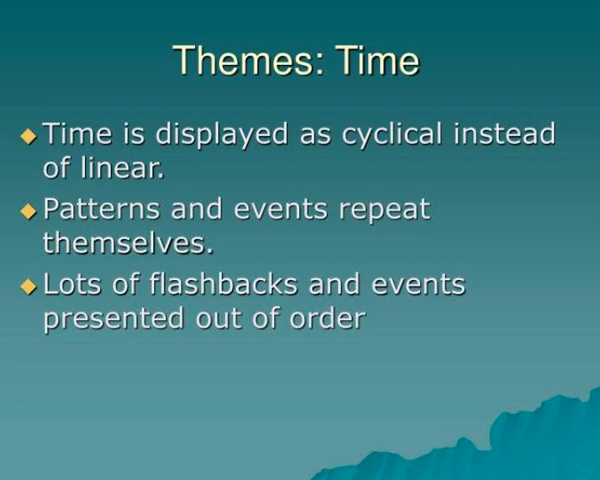 Themes: Time
Time is displayed as cyclical instead
of linear.
Patterns and events repeat
themselves.
Lots of flashbacks and events
presented out of order